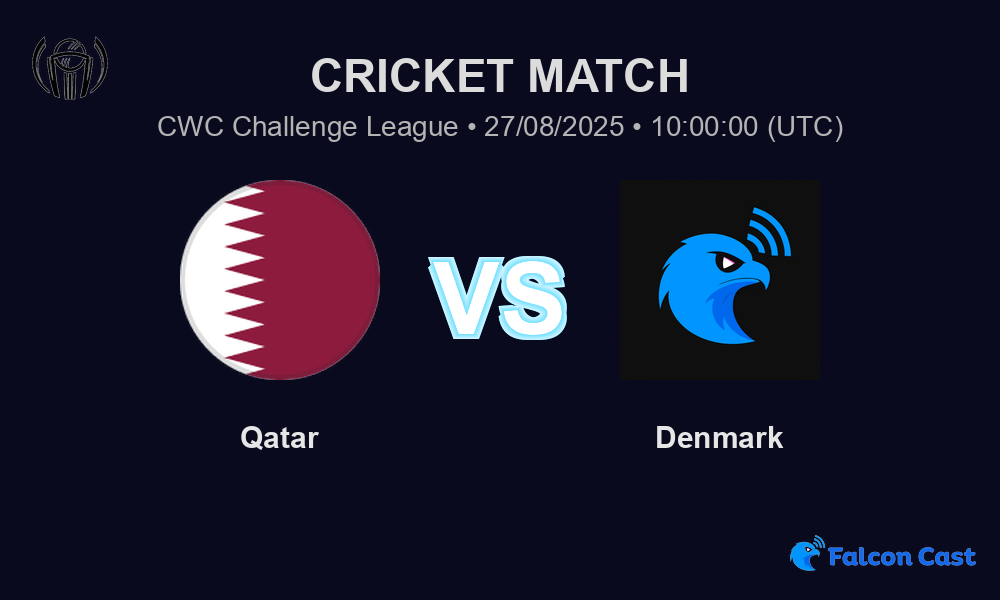 CRICKET MATCH
CWC Challenge League • 27/08/2025 • 10:00:00 (UTC)
VS
Qatar
Denmark
Falcon Cast